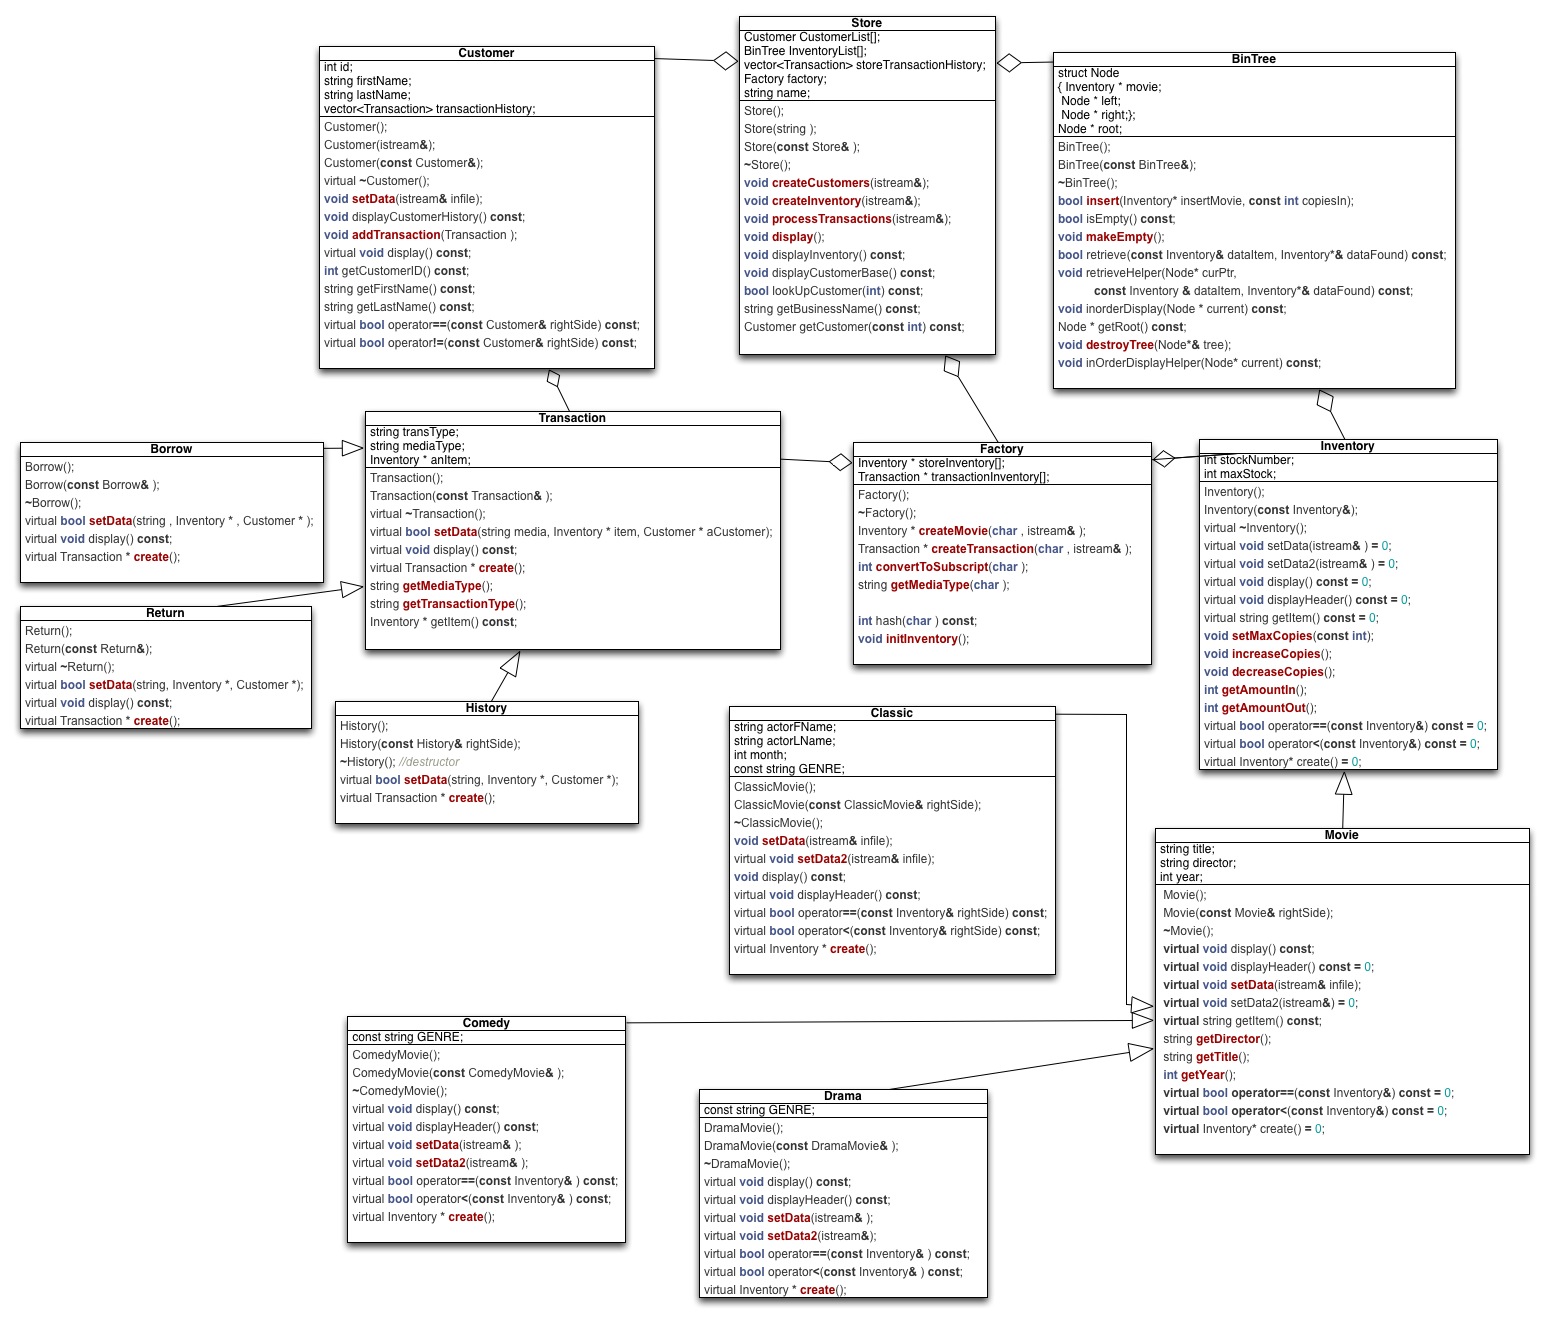 Store
Customer CustomerList[];
BinTree InventoryList[];
vector<Transaction> storeTransactionHistory;
Factory factory;
string name;
Store();
Store(string );
Store(const Store& );
~Store();
void createCustomers(istream&);
void createInventory(istream&);
void processTransactions(istream&);
void display();
void displayInventory() const;
void displayCustomerBase() const;
bool lookUpCustomer(int) const;
string getBusinessName() const;
Customer getCustomer(const int) const;
Customer
int id;
string firstName;
string lastName;
vector<Transaction> transactionHistory;
Customer();
Customer(istream&);
Customer(const Customer&);
virtual ~Customer();
void setData(istream& infile);
void displayCustomerHistory() const;
void addTransaction(Transaction );
virtual void display() const;
int getCustomerID() const;
string getFirstName() const;
string getLastName() const;
virtual bool operator==(const Customer& rightSide) const;
virtual bool operator!=(const Customer& rightSide) const;
BinTree
struct Node
{ Inventory * movie;
Node * left;
Node * right;};
Node * root;
BinTree();
BinTree(const BinTree&);
~BinTree();
bool insert(Inventory* insertMovie, const int copiesIn);
bool isEmpty() const;
void makeEmpty();
bool retrieve(const Inventory& dataItem, Inventory*& dataFound) const;
void retrieveHelper(Node* curPtr,
const Inventory & dataItem, Inventory*& dataFound) const;
void inorderDisplay(Node * current) const;
Node * getRoot() const;
void destroyTree(Node*& tree);
void inOrderDisplayHelper(Node* current) const;
Transaction
string transType;
string mediaType;
Inventory * anItem;
Transaction();
Transaction(const Transaction& );
virtual ~Transaction();
virtual bool setData(string media, Inventory * item, Customer * aCustomer);
virtual void display() const;
virtual Transaction * create();
string getMediaType();
string getTransactionType();
Inventory * getItem() const;
Borrow
Borrow();
Borrow(const Borrow& );
~Borrow();
virtual bool setData(string , Inventory * , Customer * );
virtual void display() const;
virtual Transaction * create();
Return
Return();
Return(const Return&);
virtual ~Return();
virtual bool setData(string, Inventory *, Customer *);
virtual void display() const;
virtual Transaction * create();
History
History();
History(const History& rightSide);
~History(); //destructor
virtual bool setData(string, Inventory *, Customer *);
virtual Transaction * create();
Factory
Inventory * storeInventory[];
Transaction * transactionInventory[];
Factory();
~Factory();
Inventory * createMovie(char , istream& );
Transaction * createTransaction(char , istream& );
int convertToSubscript(char );
string getMediaType(char );
int hash(char ) const;
void initInventory();
Inventory
int stockNumber;
int maxStock;
Inventory();
Inventory(const Inventory&);
virtual ~Inventory();
virtual void setData(istream& ) = 0;
virtual void setData2(istream& ) = 0;
virtual void display() const = 0;
virtual void displayHeader() const = 0;
virtual string getItem() const = 0;
void setMaxCopies(const int);
void increaseCopies();
void decreaseCopies();
int getAmountIn();
int getAmountOut();
virtual bool operator==(const Inventory&) const = 0;
virtual bool operator<(const Inventory&) const = 0;
virtual Inventory* create() = 0;
Classic
string actorFName;
string actorLName;
int month;
const string GENRE;
ClassicMovie();
ClassicMovie(const ClassicMovie& rightSide);
~ClassicMovie();
void setData(istream& infile);
virtual void setData2(istream& infile);
void display() const;
virtual void displayHeader() const;
virtual bool operator==(const Inventory& rightSide) const;
virtual bool operator<(const Inventory& rightSide) const;
virtual Inventory * create();
Movie
string title;
string director;
int year;
Movie();
Movie(const Movie& rightSide);
~Movie();
virtual void display() const;
virtual void displayHeader() const = 0;
virtual void setData(istream& infile);
virtual void setData2(istream&) = 0;
virtual string getItem() const;
string getDirector();
string getTitle();
int getYear();
virtual bool operator==(const Inventory&) const = 0;
virtual bool operator<(const Inventory&) const = 0;
virtual Inventory* create() = 0;
Comedy
const string GENRE;
ComedyMovie();
ComedyMovie(const ComedyMovie& );
~ComedyMovie();
virtual void display() const;
virtual void displayHeader() const;
virtual void setData(istream& );
virtual void setData2(istream& );
virtual bool operator==(const Inventory& ) const;
virtual bool operator<(const Inventory& ) const;
virtual Inventory * create();
Drama
const string GENRE;
DramaMovie();
DramaMovie(const DramaMovie& );
~DramaMovie();
virtual void display() const;
virtual void displayHeader() const;
virtual void setData(istream& );
virtual void setData2(istream&);
virtual bool operator==(const Inventory& ) const;
virtual bool operator<(const Inventory& ) const;
virtual Inventory * create();